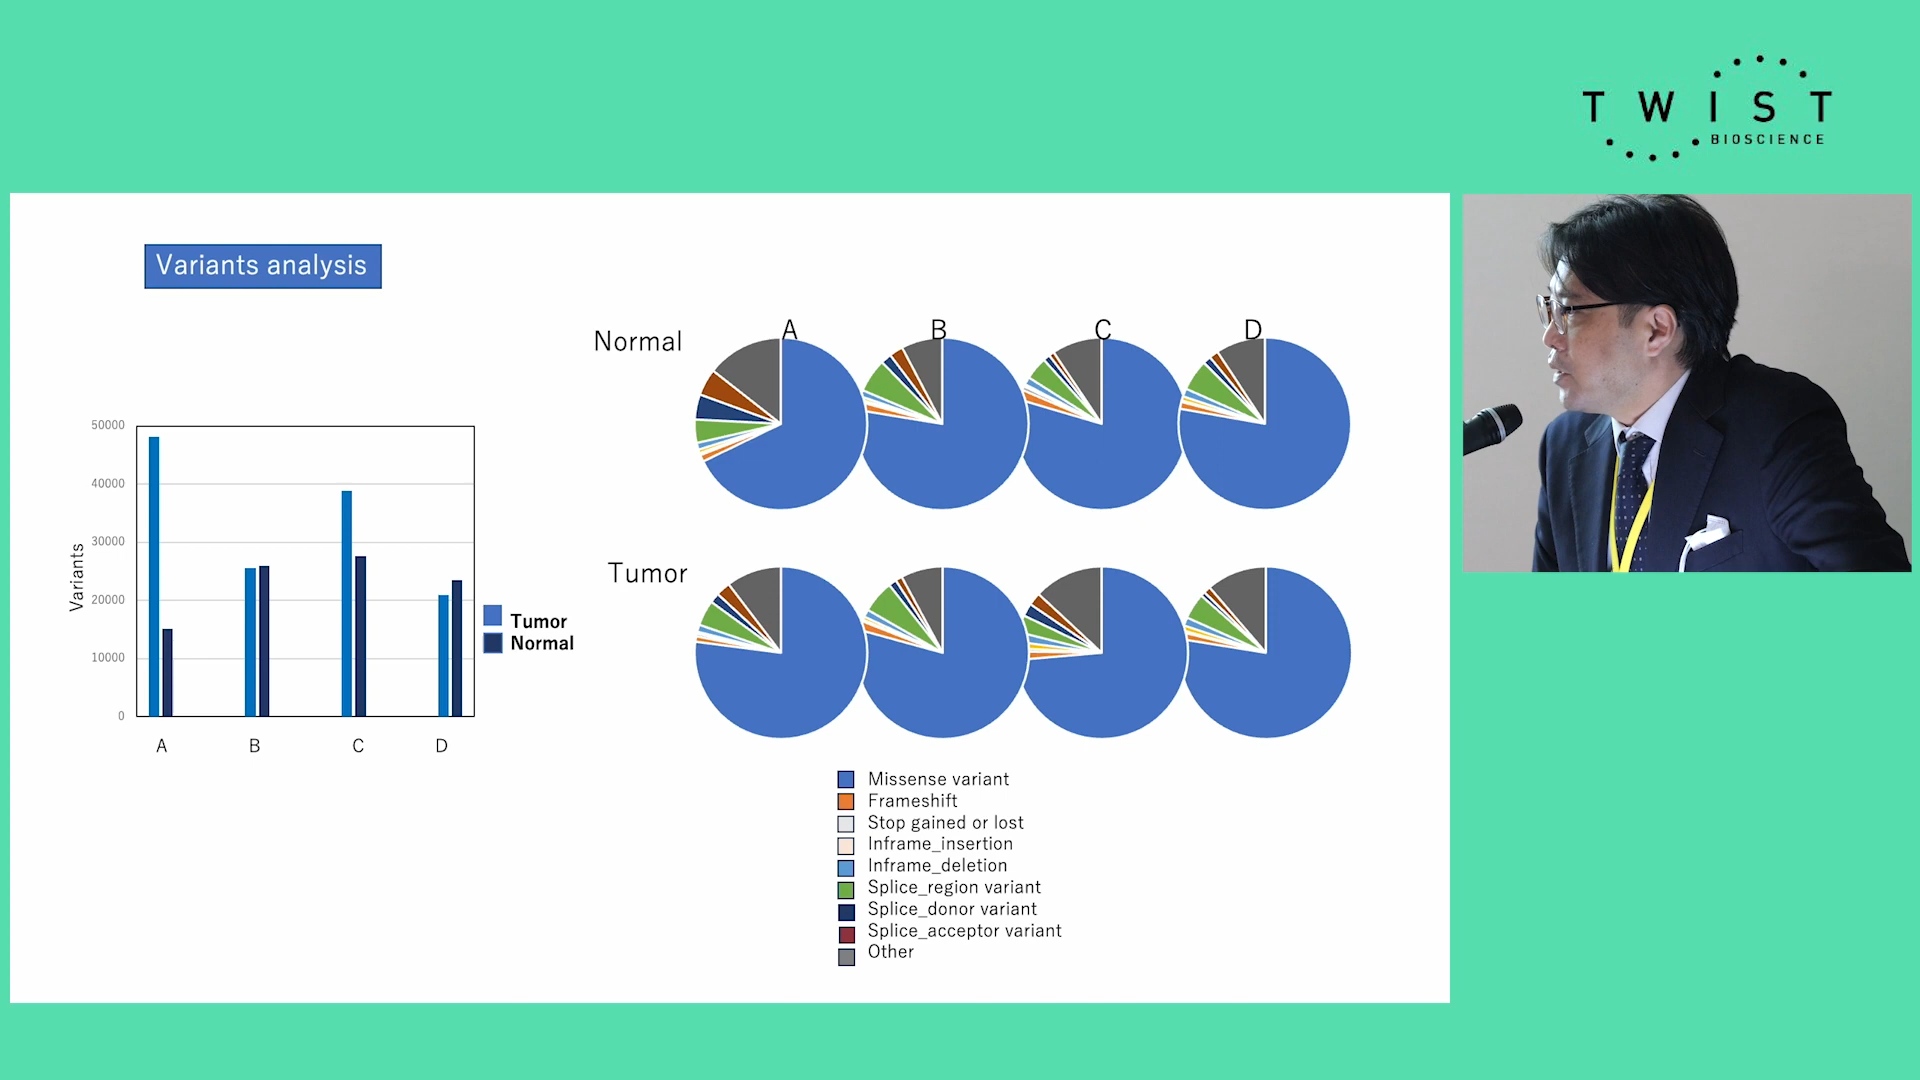 TWIST
BIOSCIENCE
Variants analysis
Normal
A
B
C
D
Tumor
50000
40000
30000
20000
10000
0
Variants
A
B
C
D
Tumor
Normal
Missense variant
Frameshift
Stop gained or lost
Inframe_insertion
Inframe_deletion
Splice_region variant
Splice_donor variant
Splice_acceptor variant
Other